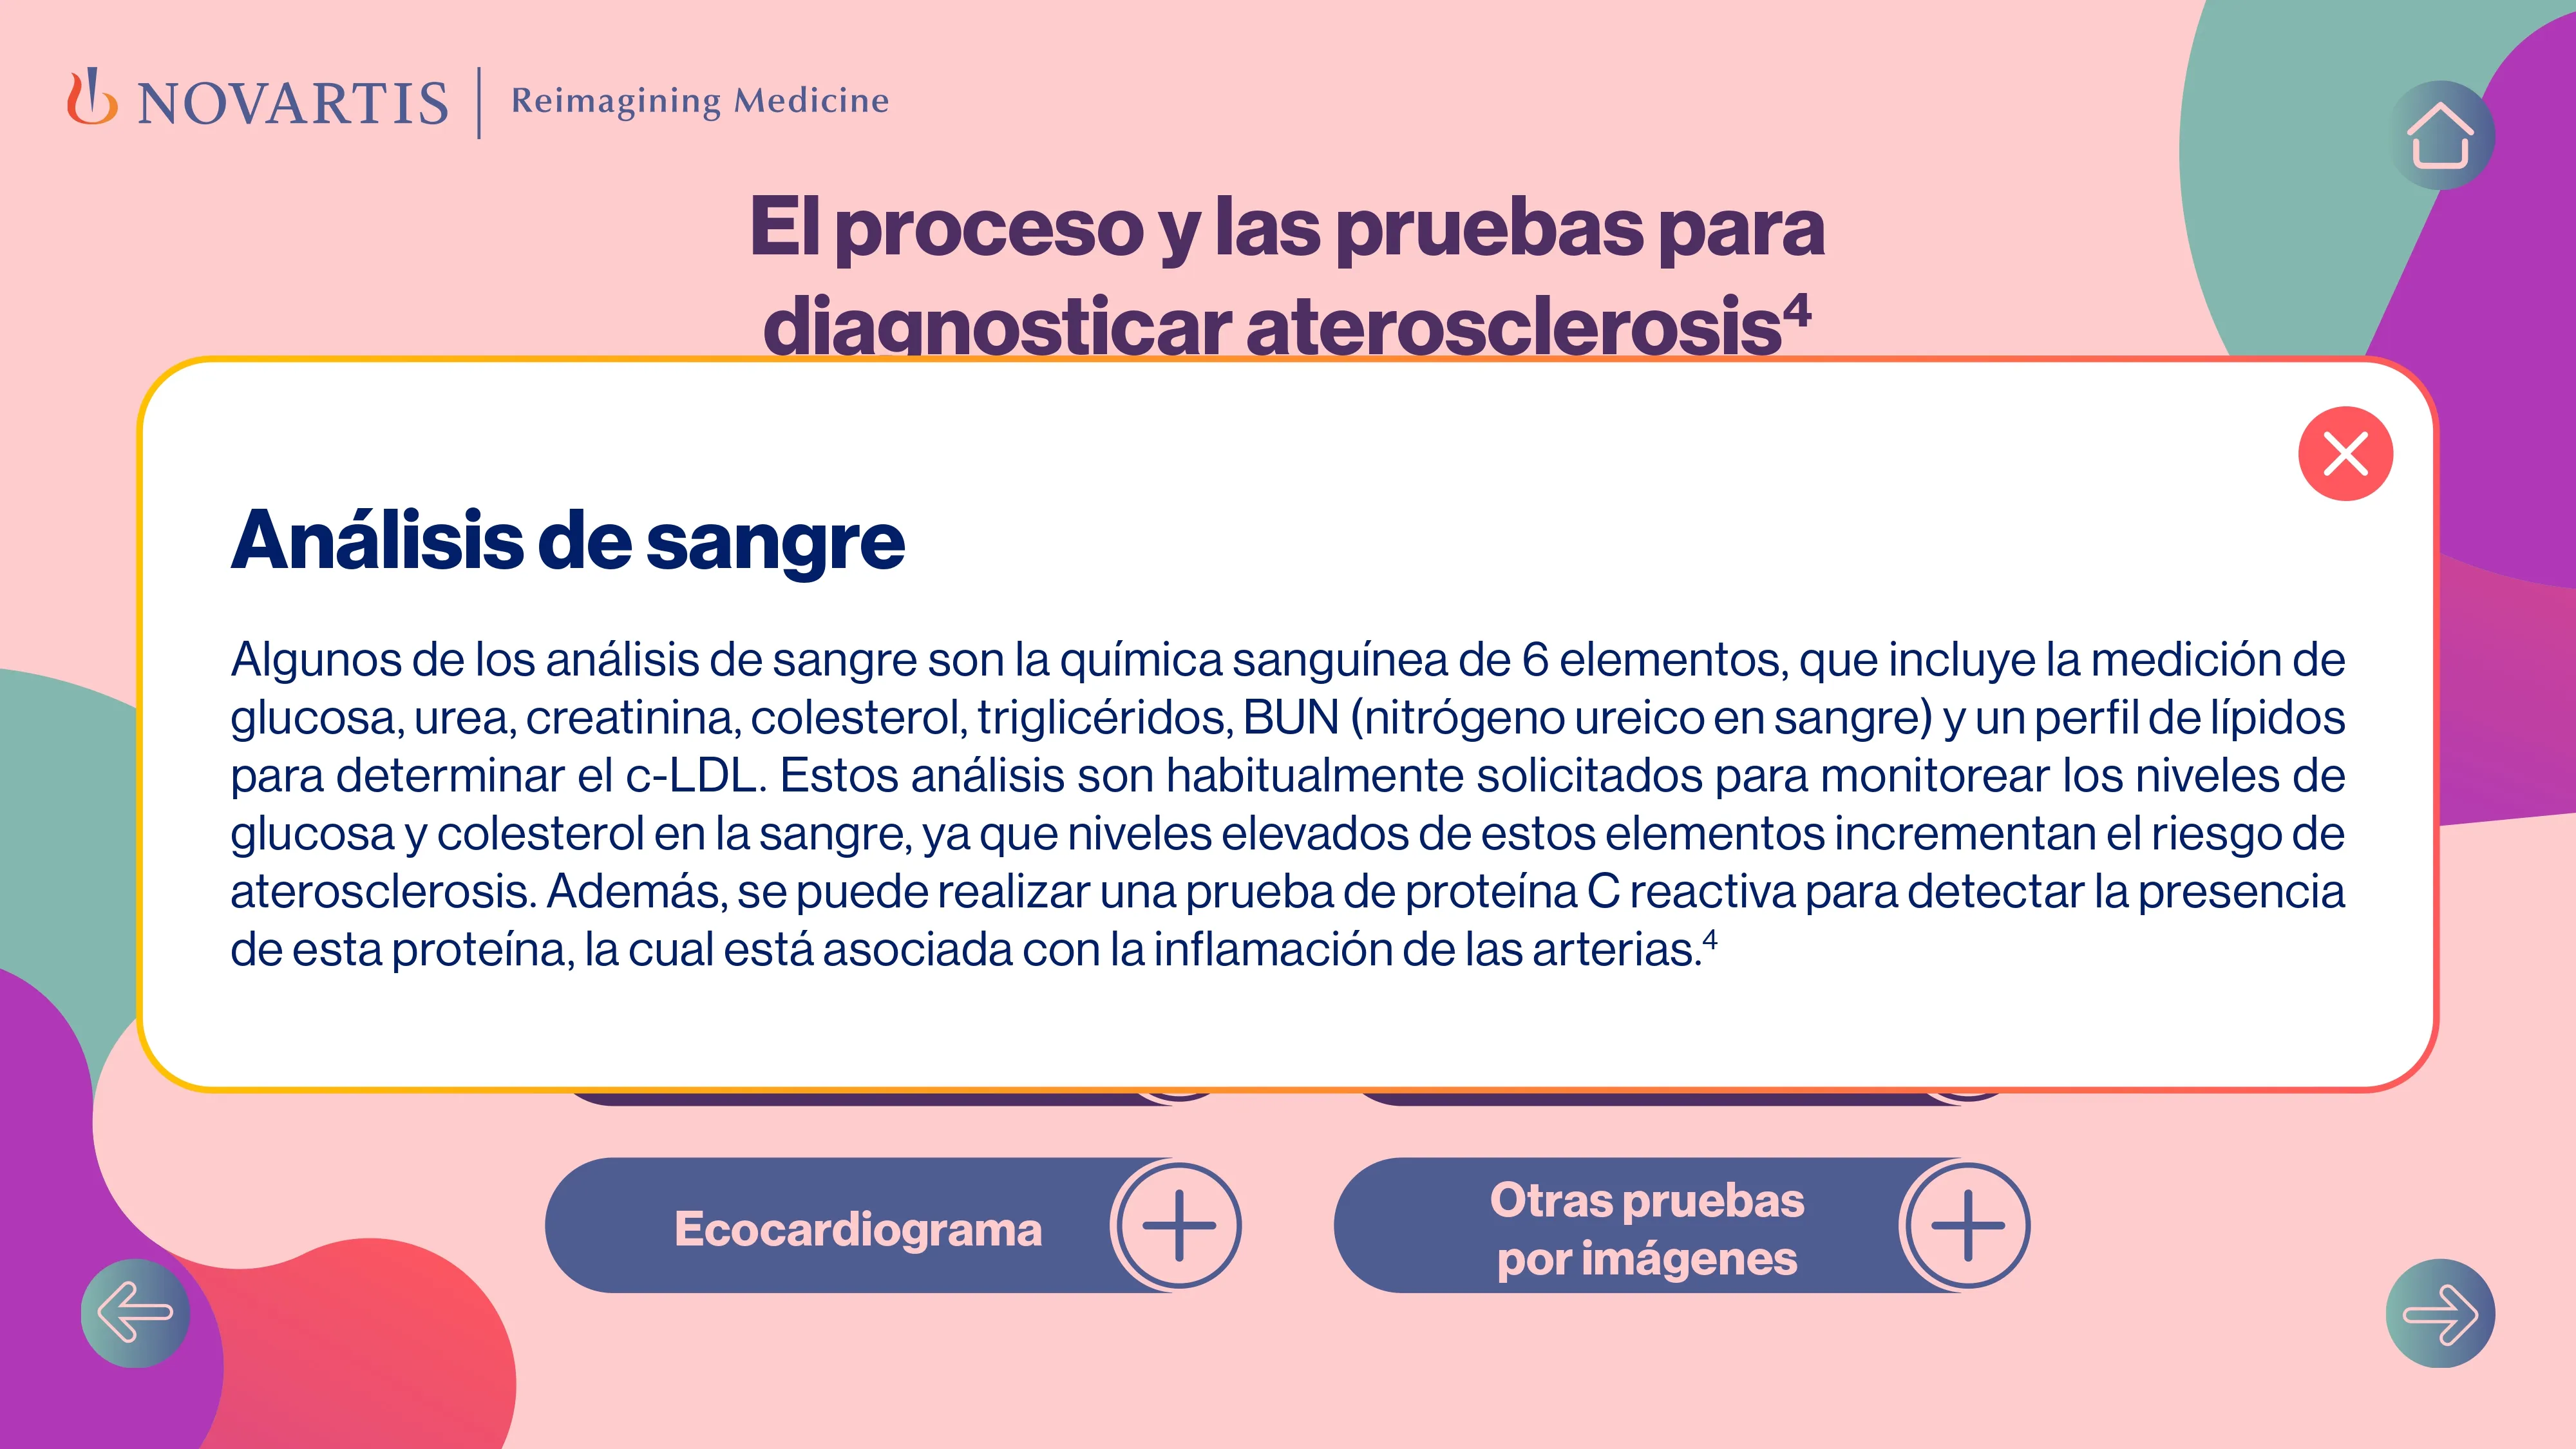 NOVARTIS | Reimagining Medicine
El proceso y las pruebas para
diagnosticar aterosclerosis⁴
Análisis de sangre
Algunos de los análisis de sangre son la química sanguínea de 6 elementos, que incluye la medición de
glucosa, urea, creatinina, colesterol, triglicéridos, BUN (nitrógeno ureico en sangre) y un perfil de lípidos
para determinar el c-LDL. Estos análisis son habitualmente solicitados para monitorear los niveles de
glucosa y colesterol en la sangre, ya que niveles elevados de estos elementos incrementan el riesgo de
aterosclerosis. Además, se puede realizar una prueba de proteína C reactiva para detectar la presencia
de esta proteína, la cual está asociada con la inflamación de las arterias.⁴
Ecocardiograma
Otras pruebas
por imágenes